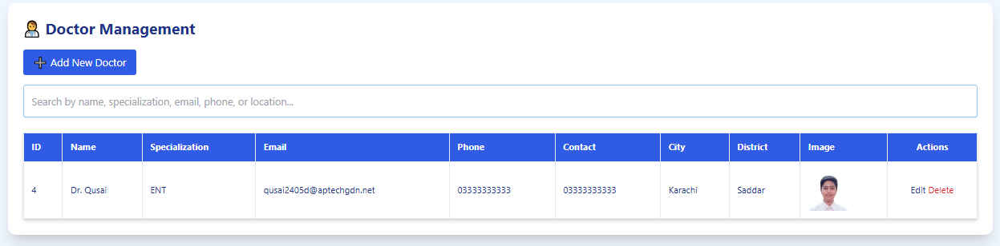 Doctor Management
Add New Doctor
Search by name, specialization, email, phone, or location...
ID Name Specialization Email Phone Contact City District Image Actions
4 Dr. Qusai ENT qusai2405d@aptechgdn.net 03333333333 03333333333 Karachi Saddar Edit Delete